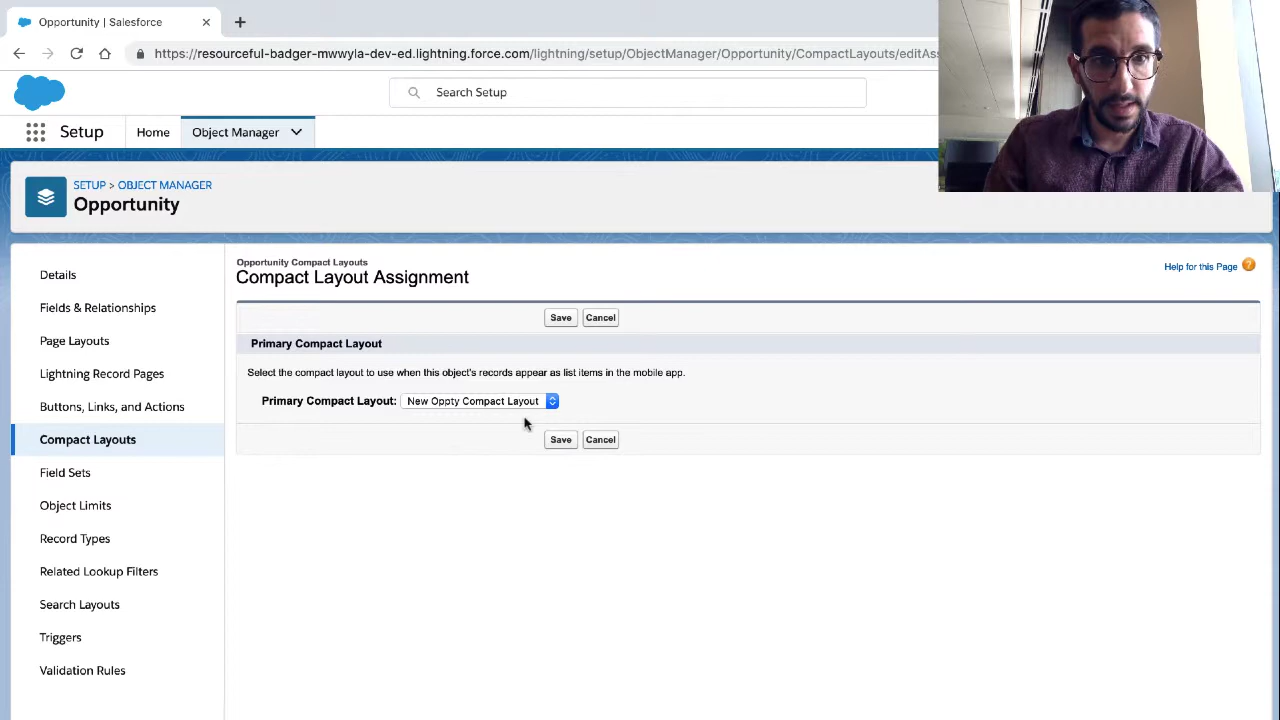 Opportunity | Salesforce
https://resourceful-badger-mwwyla-dev-ed.lightning.force.com/lightning/setup/ObjectManager/Opportunity/CompactLayouts/editAs
Search Setup
Setup
Home
Object Manager
SETUP > OBJECT MANAGER
Opportunity
Details
Fields & Relationships
Page Layouts
Lightning Record Pages
Buttons, Links, and Actions
Compact Layouts
Field Sets
Object Limits
Record Types
Related Lookup Filters
Search Layouts
Triggers
Validation Rules
Opportunity Compact Layouts
Compact Layout Assignment
Help for this Page ?
Save Cancel
Primary Compact Layout
Select the compact layout to use when this object's records appear as list items in the mobile app.
Primary Compact Layout: New Oppty Compact Layout
Save Cancel